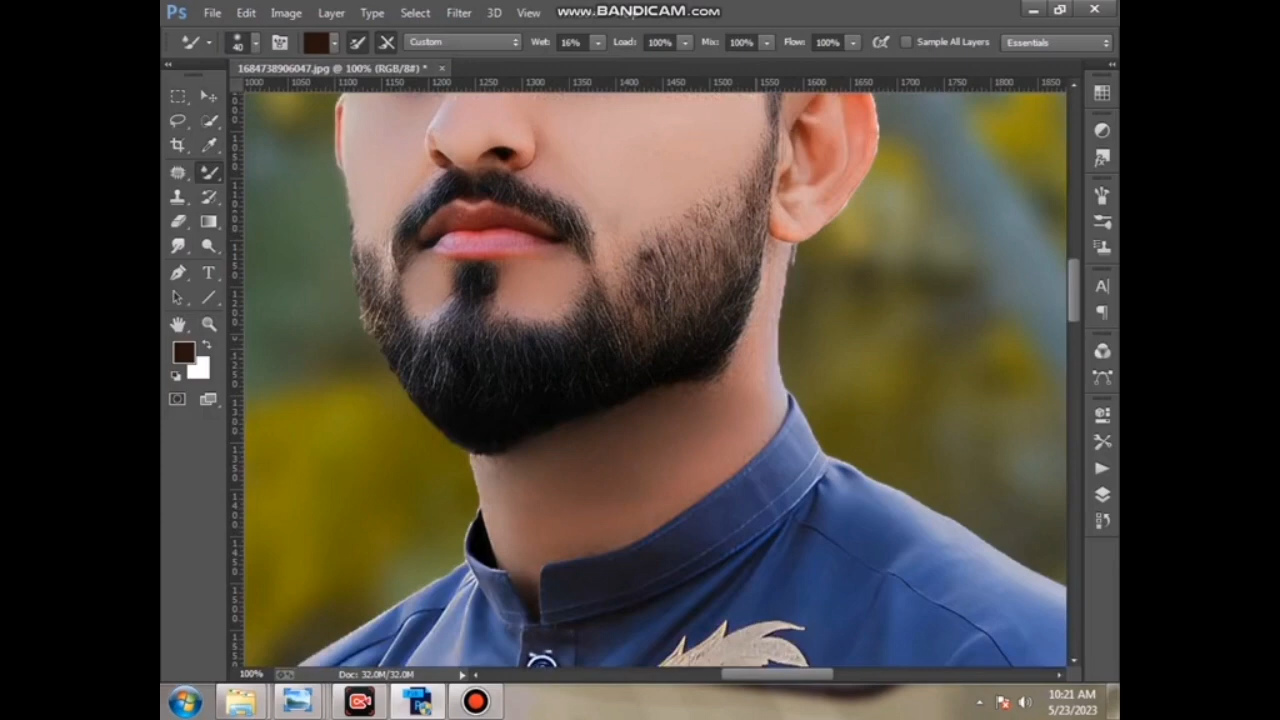 www.BANDICAM.com
Ps File Edit Image Layer Type Select Filter 3D View
40 Custom Wet: 16% Load: 100% Mix: 100% Flow: 100% Sample All Layers Essentials
1684738906047.jpg @ 100% (RGB/8#) * ×
1000 1050 1100 1150 1200 1250 1300 1350 1400 1450 1500 1550 1600 1650 1700 1750 1800 1850
100% Doc: 32.0M/32.0M
10:21 AM
5/23/2023